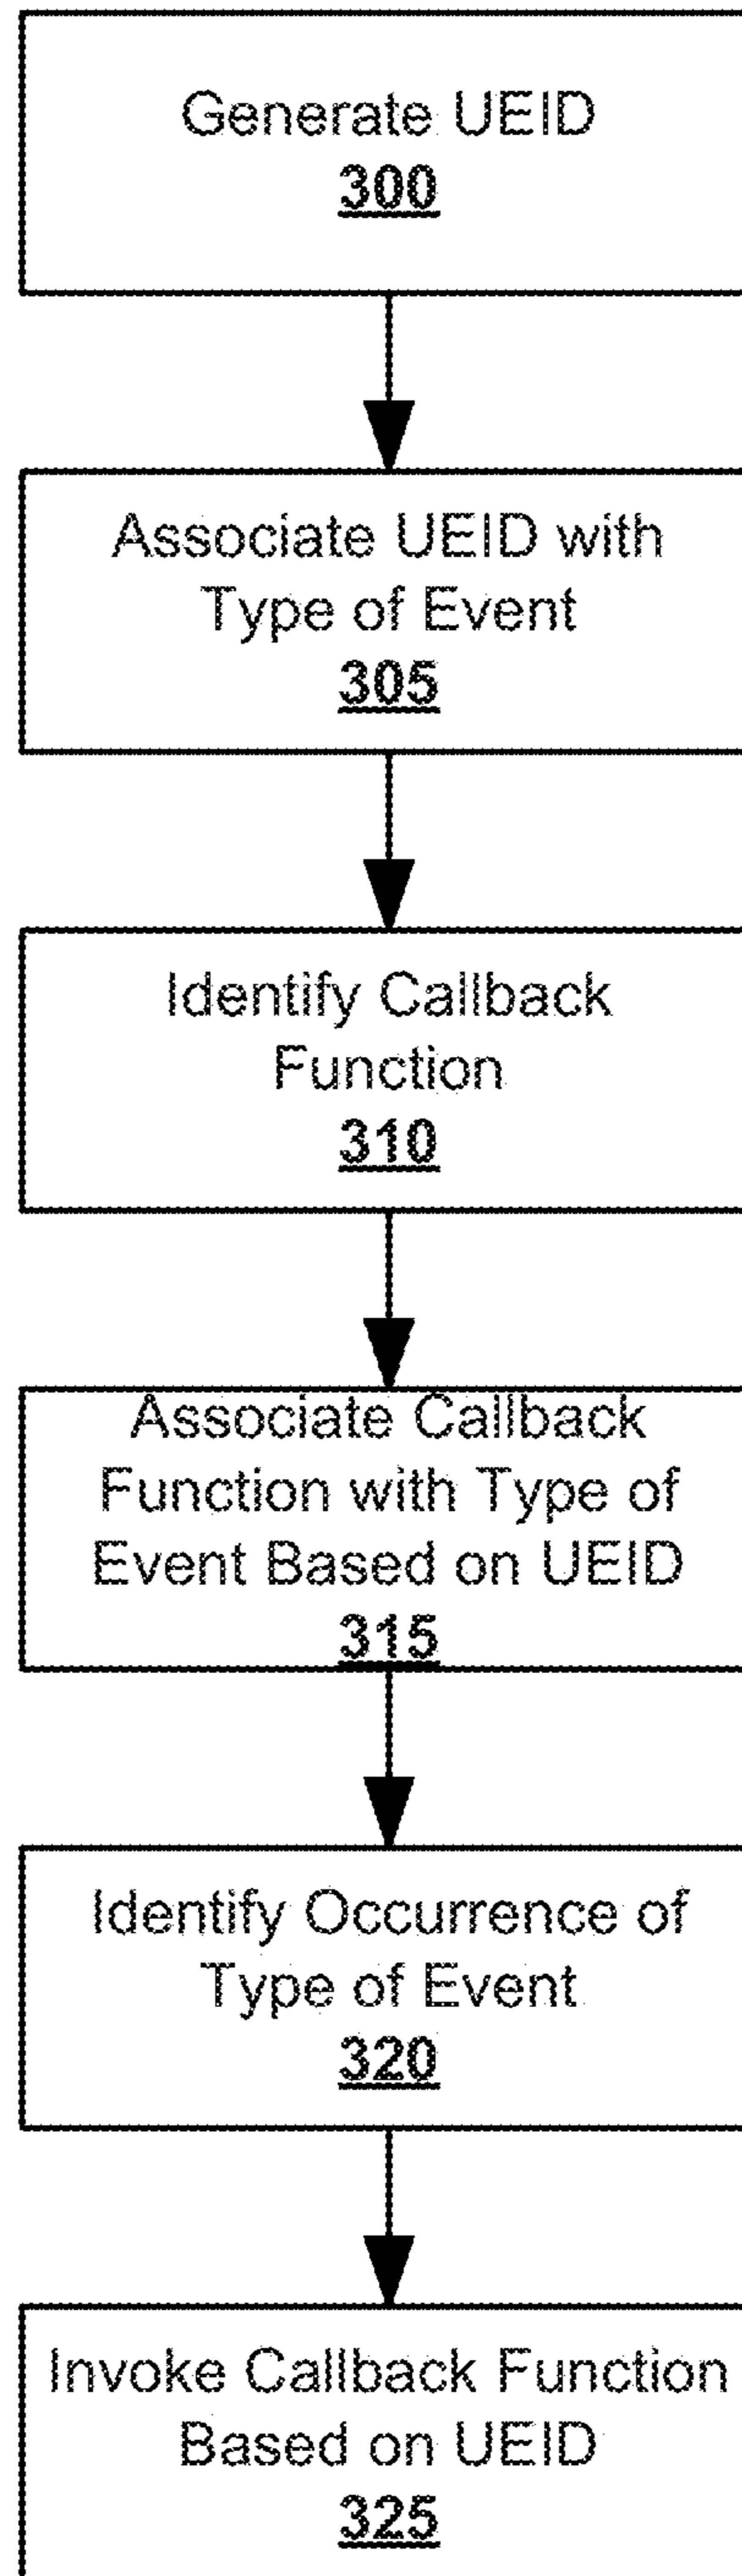 Generate UEID
300
Associate UEID with
Type of Event
305
Identify Callback
Function
310
Associate Callback
Function with Type of
Event Based on UEID
315
Identify Occurrence of
Type of Event
320
Invoke Callback Function
Based on UEID
325